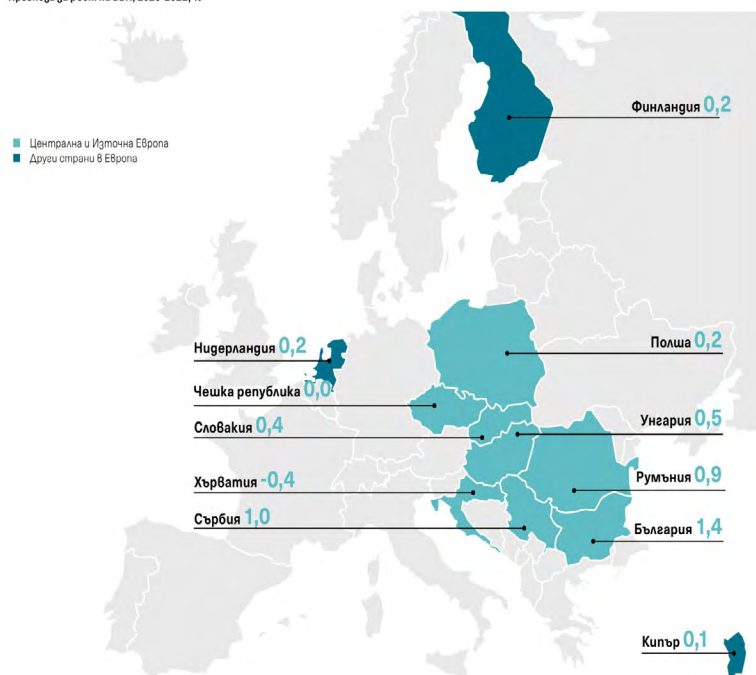 Централна и Източна Европа
Други страни в Европа
Финландия 0,2
Нидерландия 0,2
Полша 0,2
Чешка република 0,0
Словакия 0,4
Унгария 0,5
Хърватия -0,4
Румъния 0,9
Сърбия 1,0
България 1,4
Кипър 0,1